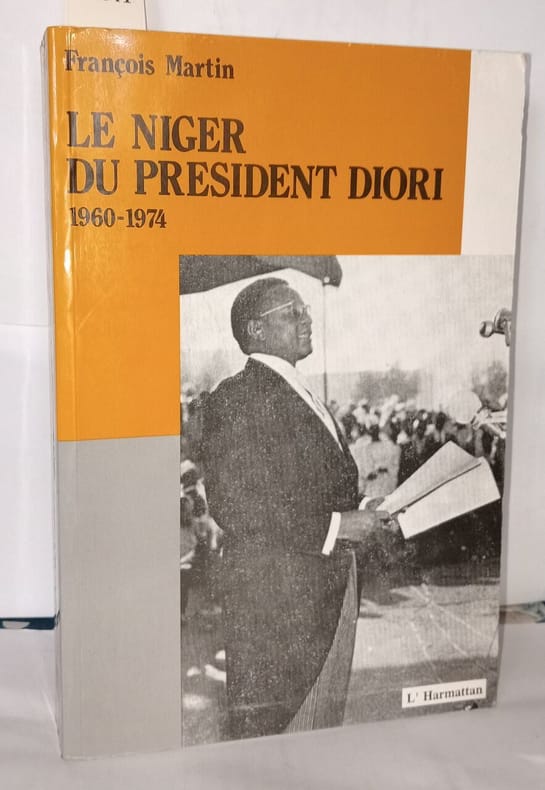 François Martin
LE NIGER
DU PRESIDENT DIORI
1960-1974
L' Harmattan